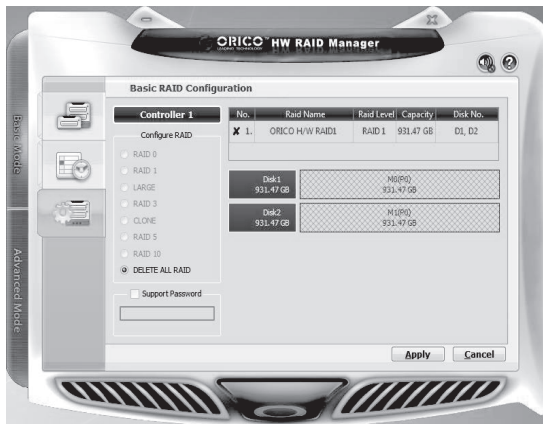 ORICO HW RAID Manager
LEADING TECHNOLOGY
Basic RAID Configuration
Basic Mode
Advanced Mode
Controller 1
Configure RAID
RAID 0
RAID 1
LARGE
RAID 3
CLONE
RAID 5
RAID 10
DELETE ALL RAID
Support Password
No. Raid Name Raid Level Capacity Disk No.
✘ 1. ORICO H/W RAID1 RAID 1 931.47 GB D1, D2
Disk1 M0(P0)
931.47 GB 931.47 GB
Disk2 M1(P0)
931.47 GB 931.47 GB
Apply Cancel